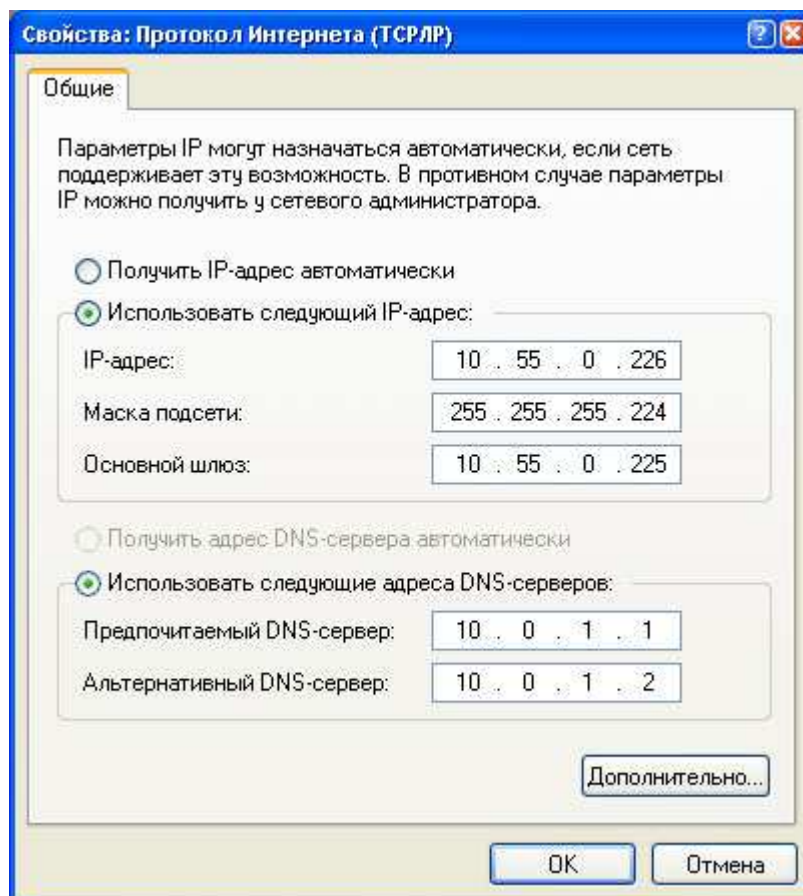 Свойства: Протокол Интернета (TCP/IP)
Общие
Параметры IP могут назначаться автоматически, если сеть
поддерживает эту возможность. В противном случае параметры
IP можно получить у сетевого администратора.
Получить IP-адрес автоматически
Использовать следующий IP-адрес:
IP-адрес: 10 . 55 . 0 . 226
Маска подсети: 255 . 255 . 255 . 224
Основной шлюз: 10 . 55 . 0 . 225
Получить адрес DNS-сервера автоматически
Использовать следующие адреса DNS-серверов:
Предпочитаемый DNS-сервер: 10 . 0 . 1 . 1
Альтернативный DNS-сервер: 10 . 0 . 1 . 2
Дополнительно...
OK Отмена